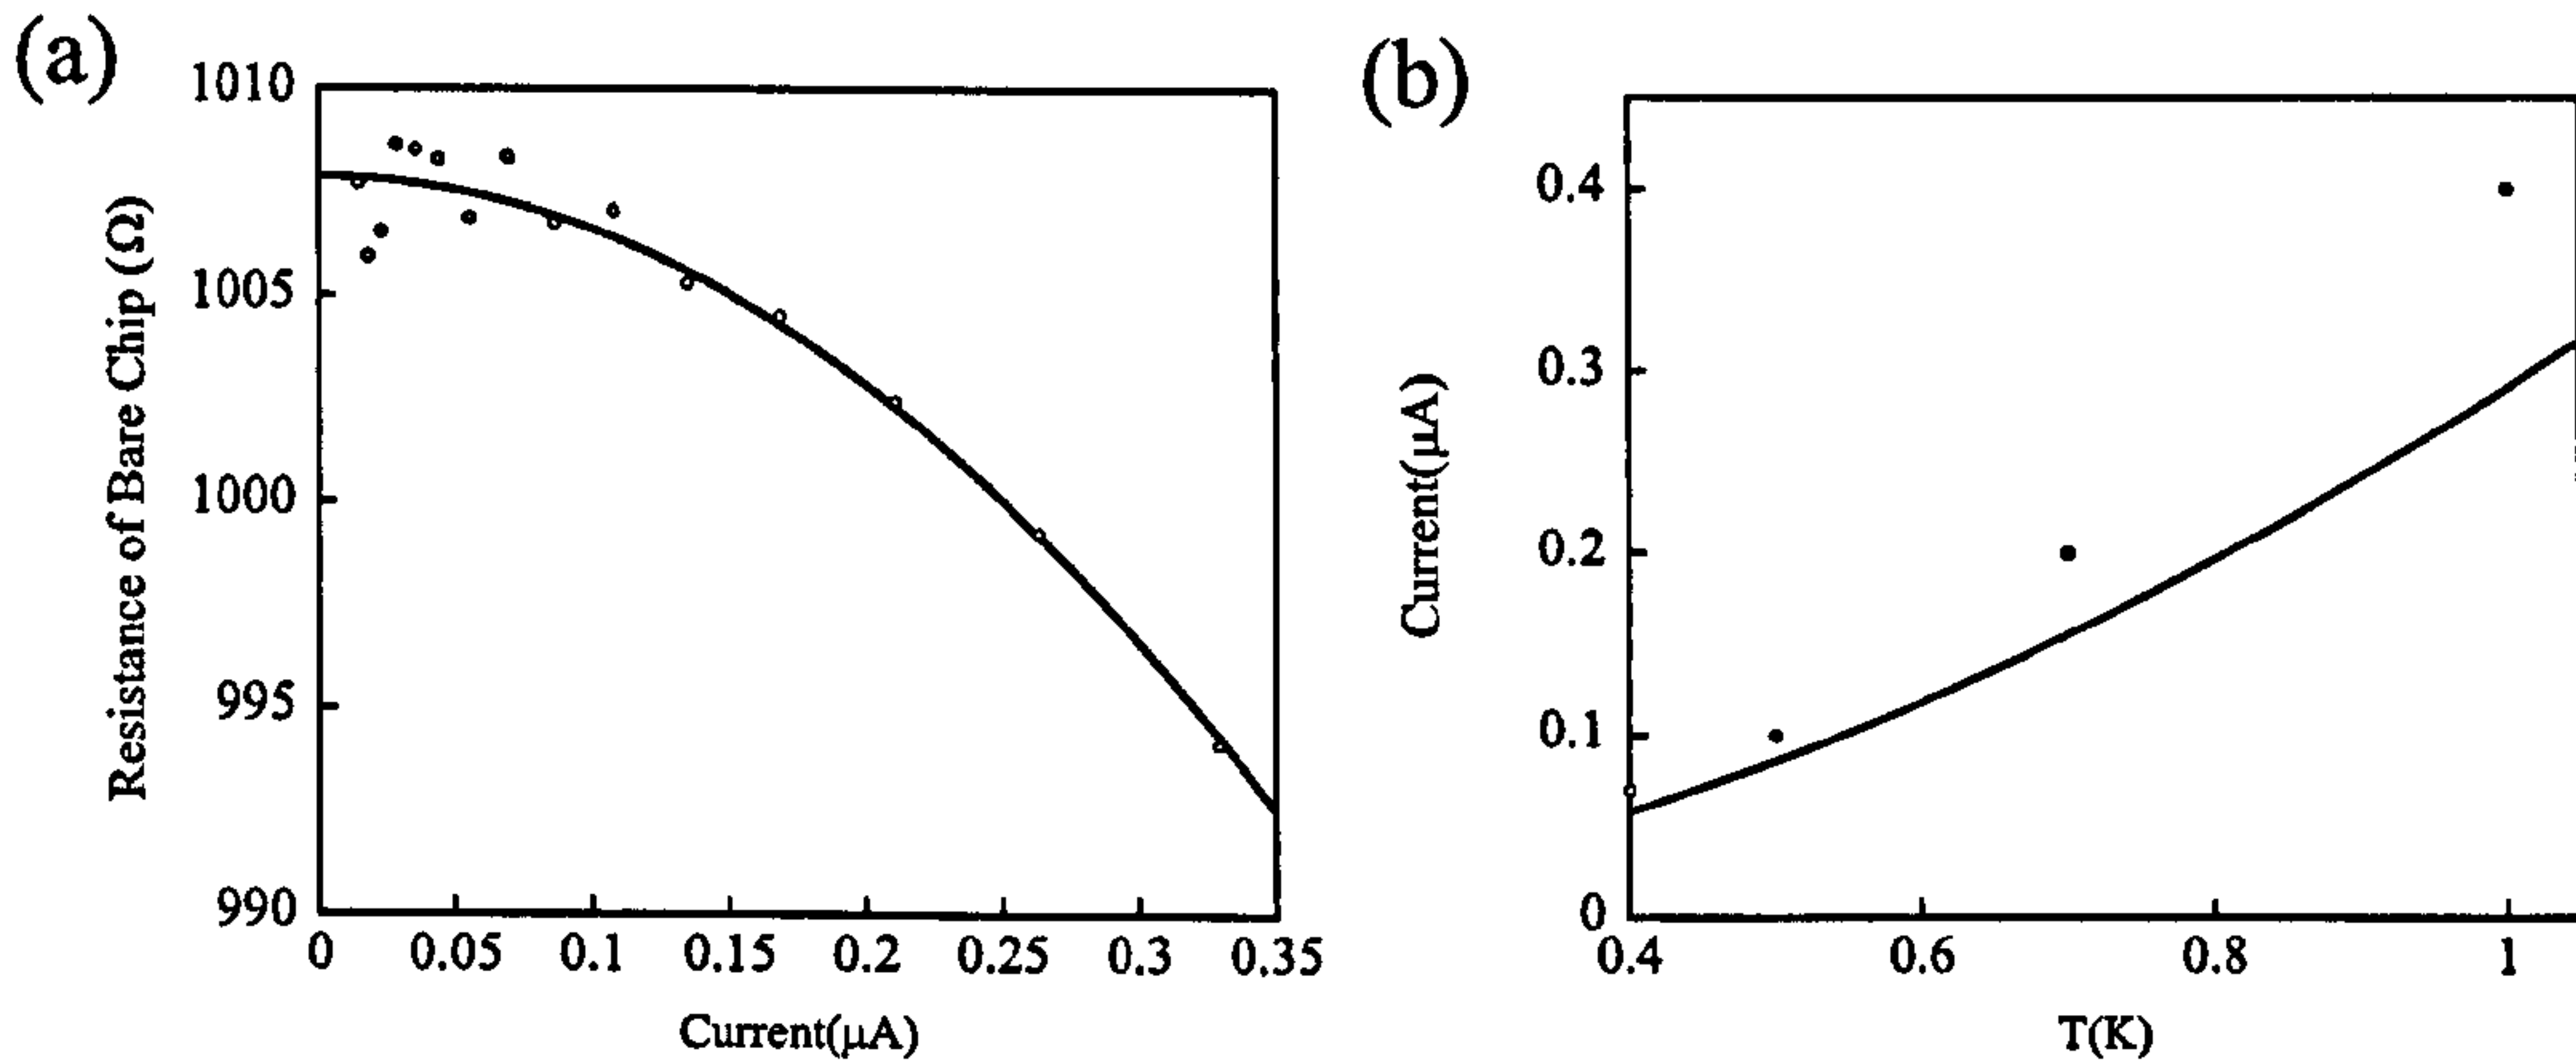 (a)
1010
1005
1000
995
990
0 0.05 0.1 0.15 0.2 0.25 0.3 0.35
Resistance of Bare Chip (Ω)
Current(μA)
(b)
0.4
0.3
0.2
0.1
0
0.4 0.6 0.8 1
Current(μA)
T(K)